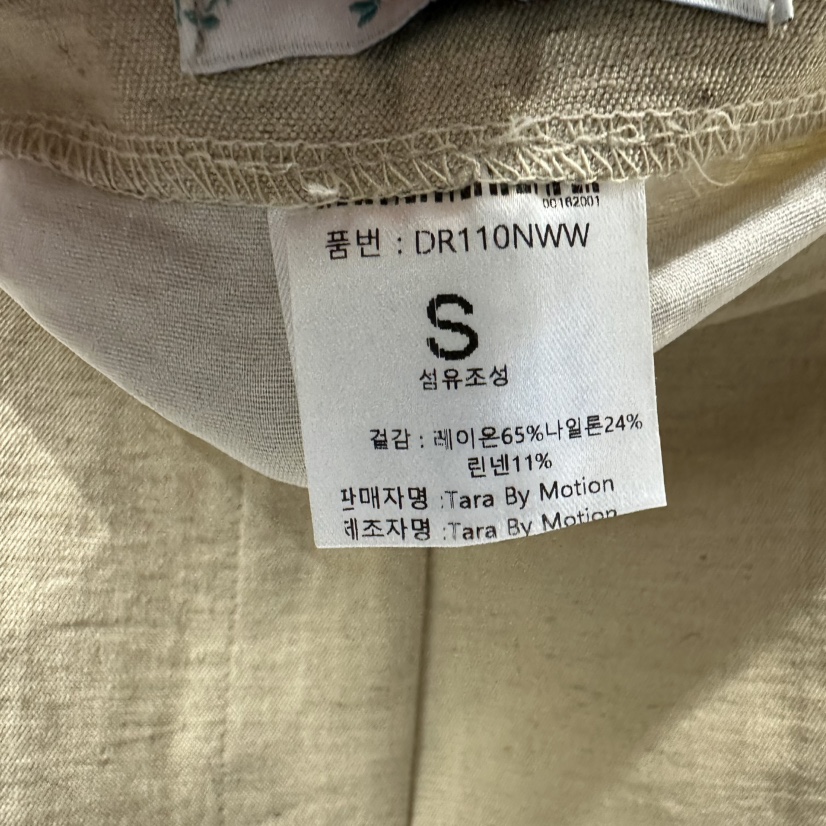 00162001
품번 : DR110NWW
S
섬유조성
겉감 : 레이온65%나일론24%
린넨11%
판매자명 :Tara By Motion
제조자명 :Tara By Motion